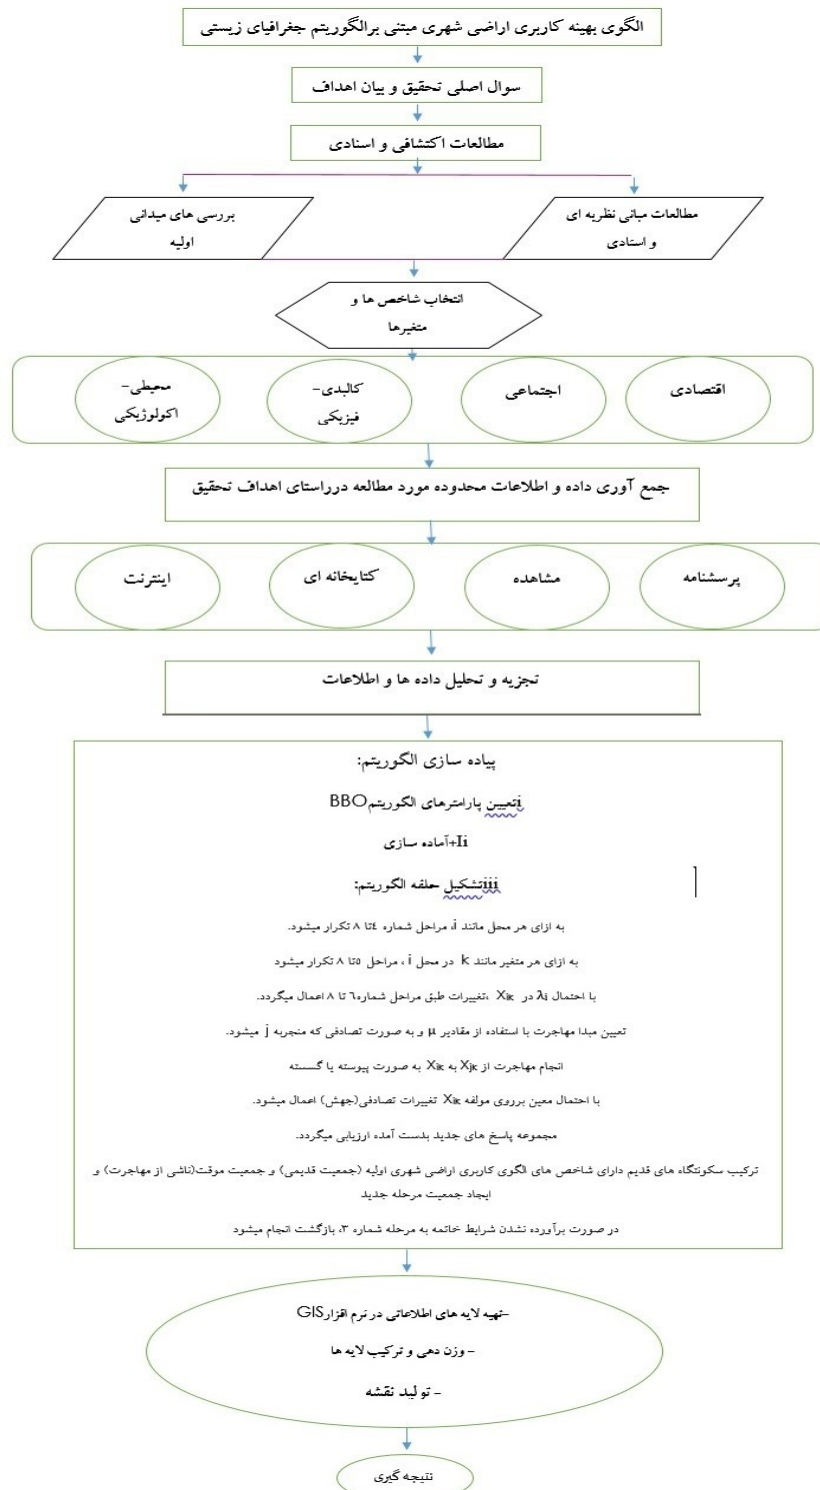 الگوی بهینه کاربری اراضی شهری مبتنی برالگوریتم جغرافیای زیستی
سوال اصلی تحقیق و بیان اهداف
مطالعات اکتشافی و اسنادی
مطالعات مبانی نظریه ای
و اسنادی
بررسی های میدانی
اولیه
انتخاب شاخص ها و
متغیرها
اقتصادی
اجتماعی
کالبدی-
فیزیکی
محیطی-
اکولوژیکی
جمع آوری داده و اطلاعات محدوده مورد مطالعه درراستای اهداف تحقیق
پرسشنامه
مشاهده
کتابخانه ای
اینترنت
تجزیه و تحلیل داده ها و اطلاعات
پیاده سازی الگوریتم:
iتعیین پارامترهای الگوریتمBBO
Ii+آماده سازی
iiiتشکیل حلقه الگوریتم:
به ازای هر محل مانند i، مراحل شماره ٤تا ٨ تکرار میشود.
به ازای هر متغیر مانند k در محل i ، مراحل ٥تا ٨ تکرار میشود
با احتمال λi در Xik ،تغییرات طبق مراحل شماره٦ تا ٨ اعمال میگردد.
تعیین مبدا مهاجرت با استفاده از مقادیر μ و به صورت تصادفی که منجربه j میشود.
انجام مهاجرت از Xjk به Xik به صورت پیوسته یا گسسته
با احتمال معین برروی مولفه Xik تغییرات تصادفی(جهش) اعمال میشود.
مجموعه پاسخ های جدید بدست آمده ارزیابی میگردد.
ترکیب سکونتگاه های قدیم دارای شاخص های الگوی کاربری اراضی شهری اولیه (جمعیت قدیمی) و جمعیت موقت(ناشی از مهاجرت) و
ایجاد جمعیت مرحله جدید
در صورت برآورده نشدن شرایط خاتمه به مرحله شماره ۳، بازگشت انجام میشود
-تهیه لایه های اطلاعاتی در نرم افزارGIS
- وزن دهی و ترکیب لایه ها
- تولید نقشه
نتیجه گیری